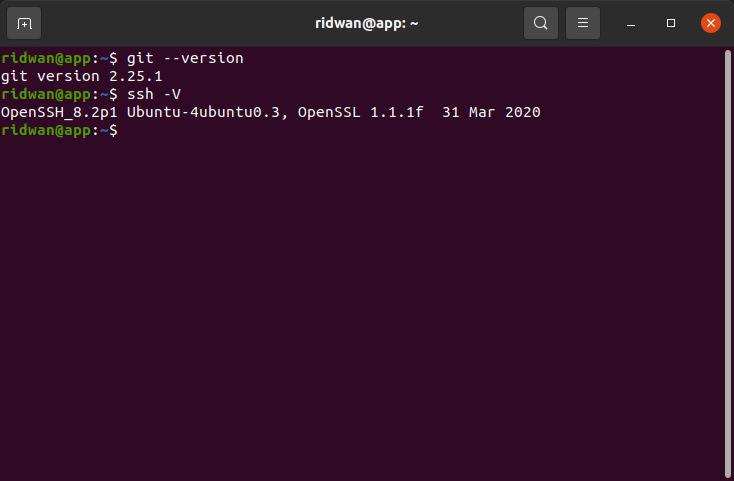 ridwan@app: ~
ridwan@app:~$ git --version
git version 2.25.1
ridwan@app:~$ ssh -V
OpenSSH_8.2p1 Ubuntu-4ubuntu0.3, OpenSSL 1.1.1f  31 Mar 2020
ridwan@app:~$